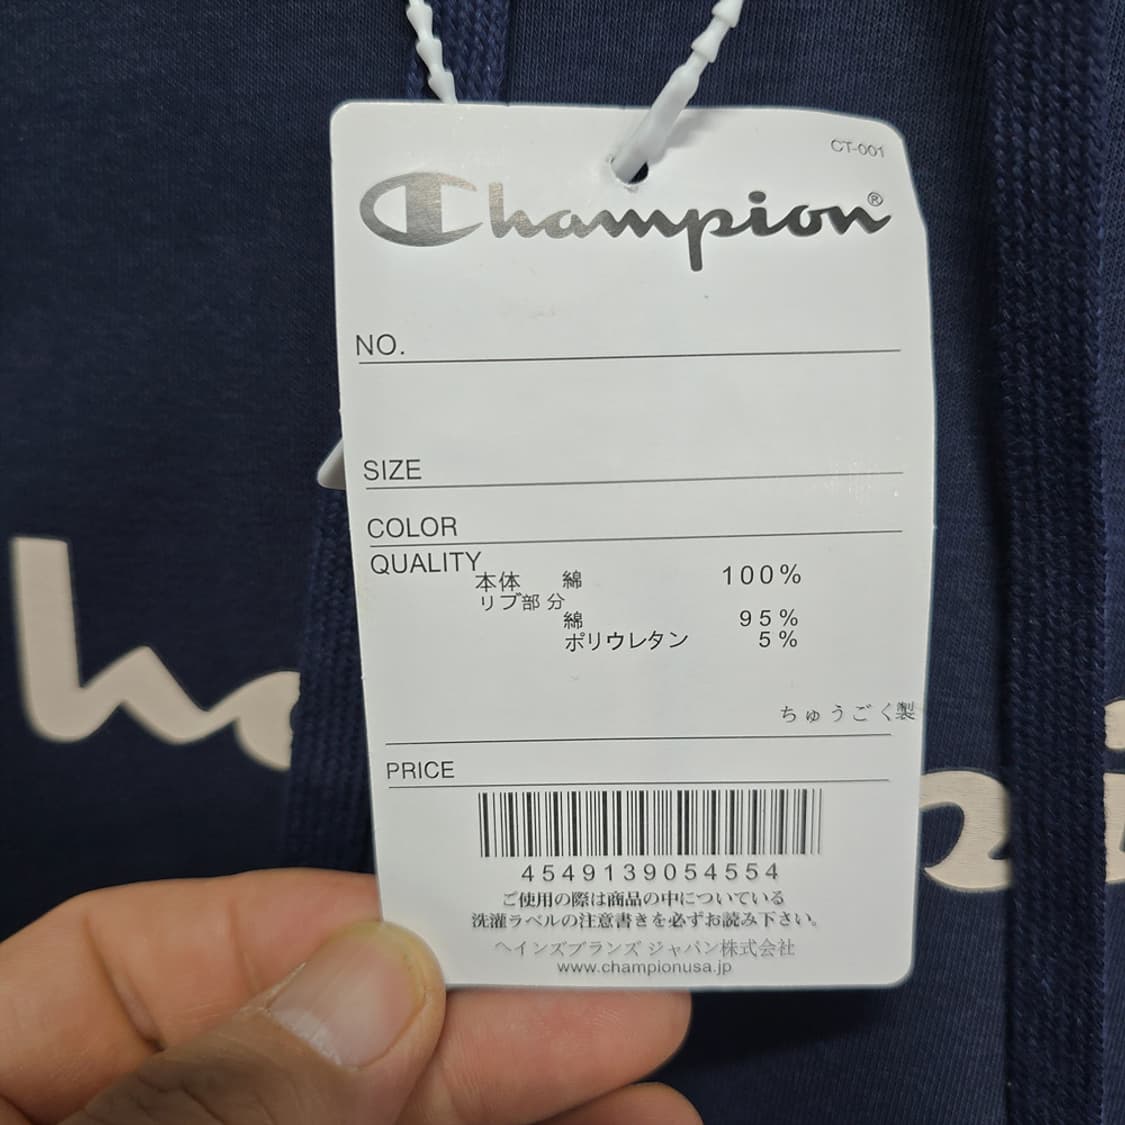 CT-001
Champion®
NO.
SIZE
COLOR
QUALITY
本体 綿 100%
リブ部分
綿 95%
ポリウレタン 5%
ちゅうごく製
PRICE
4549139054554
ご使用の際は商品の中についている
洗濯ラベルの注意書きを必ずお読み下さい。
ヘインズブランズ ジャパン株式会社
www.championusa.jp